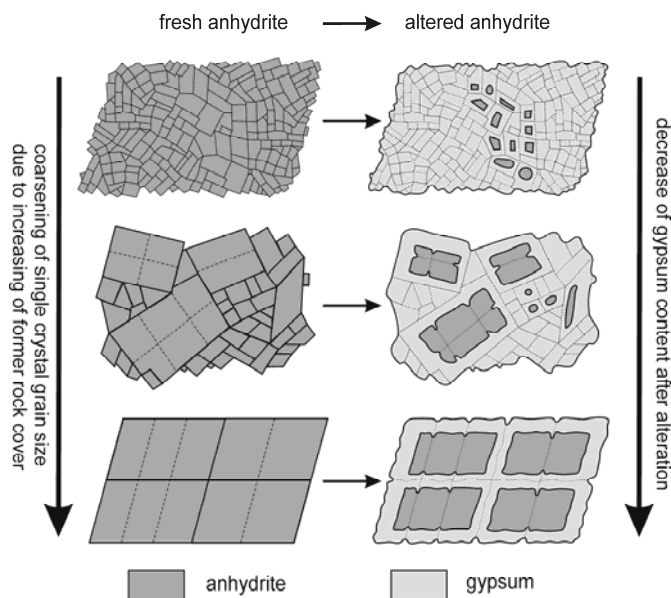 fresh anhydrite
altered anhydrite
coarsening of single crystal grain size
due to increasing of former rock cover
decrease of gypsum content after alteration
anhydrite
gypsum